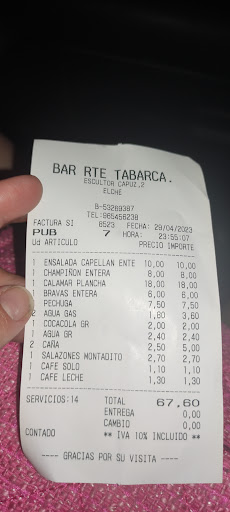 BAR RTE TABARCA.
ESCULTOR CAPUZ,2
ELCHE
B-53269387
TEL:965456238
FACTURA SI 8523 FECHA: 29/04/2023
PUB 7 HORA: 23:55:07
Ud ARTICULO PRECIO IMPORTE
1 ENSALADA CAPELLAN ENTE 10,00 10,00
1 CHAMPIÑON ENTERA 8,00 8,00
1 CALAMAR PLANCHA 18,00 18,00
1 BRAVAS ENTERA 6,00 6,00
1 PECHUGA 7,50 7,50
2 AGUA GAS 1,80 3,60
1 COCACOLA GR 2,00 2,00
1 AGUA GR 2,40 2,40
2 CAÑA 2,50 5,00
1 SALAZONES MONTADITO 2,70 2,70
1 CAFE SOLO 1,10 1,10
1 CAFE LECHE 1,30 1,30
SERVICIOS:14 TOTAL 67,60
ENTREGA 0,00
CAMBIO 0,00
CONTADO ** IVA 10% INCLUIDO **
---- GRACIAS POR SU VISITA ----